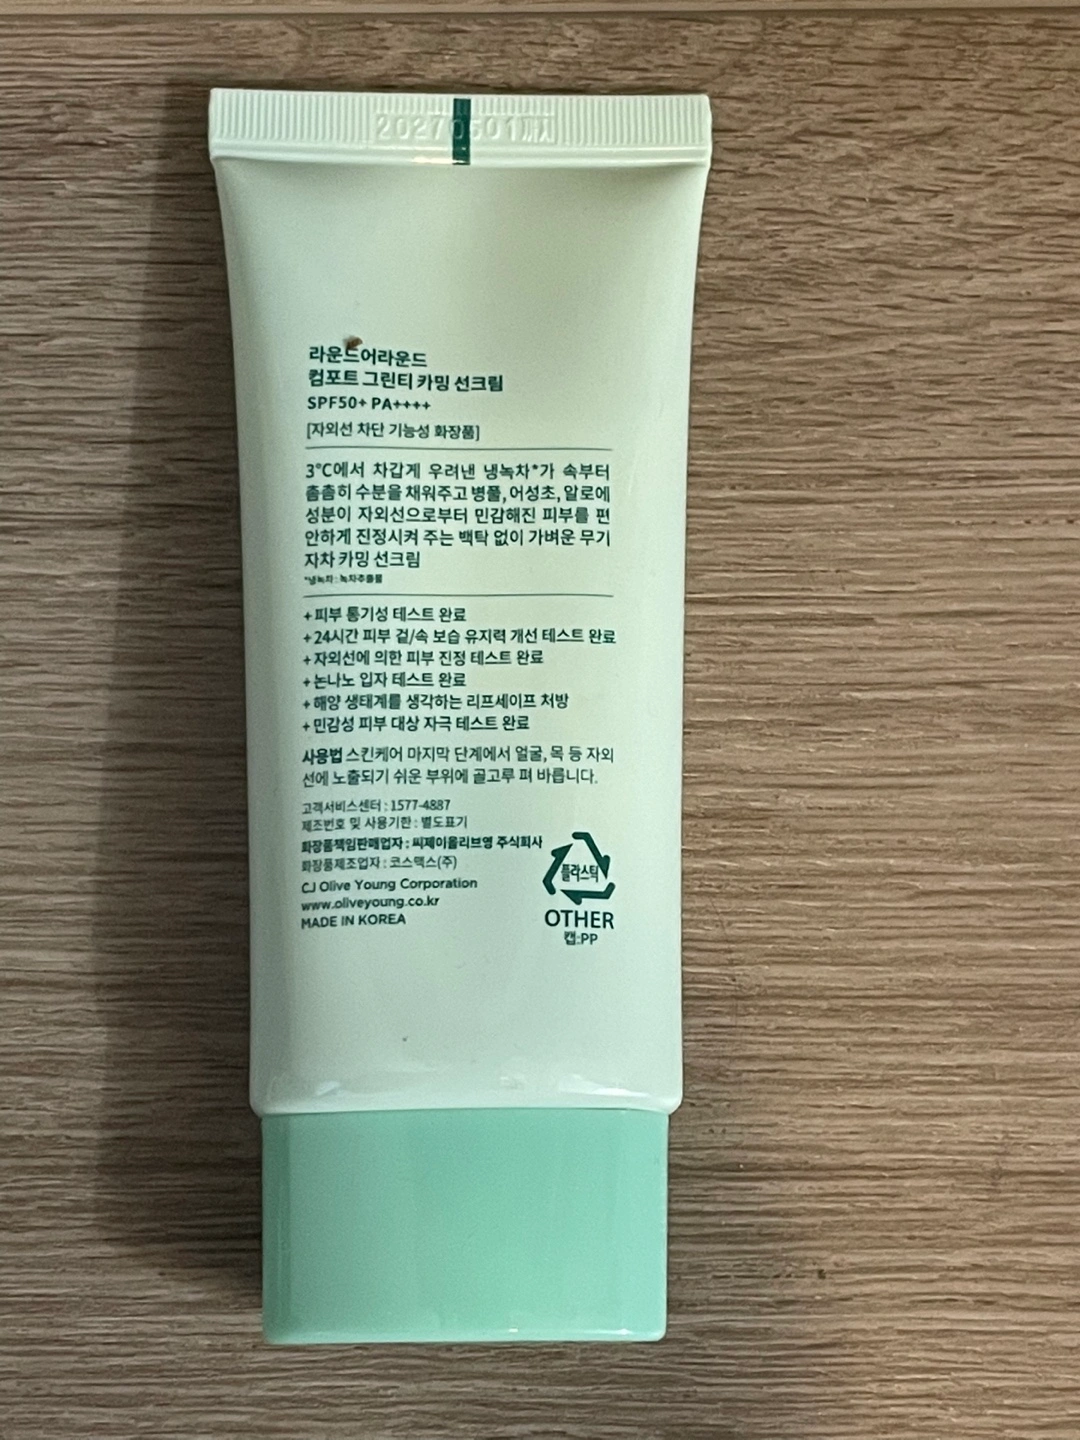 20270501까지
라운드어라운드
컴포트 그린티 카밍 선크림
SPF50+ PA++++
[자외선 차단 기능성 화장품]
3℃에서 차갑게 우려낸 냉녹차*가 속부터
촘촘히 수분을 채워주고 병풀, 어성초, 알로에
성분이 자외선으로부터 민감해진 피부를 편
안하게 진정시켜 주는 백탁 없이 가벼운 무기
자차 카밍 선크림
*냉녹차 : 녹차추출물
+피부 통기성 테스트 완료
+24시간 피부 겉/속 보습 유지력 개선 테스트 완료
+자외선에 의한 피부 진정 테스트 완료
+논나노 입자 테스트 완료
+해양 생태계를 생각하는 리프세이프 처방
+민감성 피부 대상 자극 테스트 완료
사용법 스킨케어 마지막 단계에서 얼굴, 목 등 자외
선에 노출되기 쉬운 부위에 골고루 펴 바릅니다.
고객서비스센터 : 1577-4887
제조번호 및 사용기한 : 별도표기
화장품책임판매업자 : 씨제이올리브영 주식회사
화장품제조업자 : 코스맥스(주)
CJ Olive Young Corporation
www.oliveyoung.co.kr
MADE IN KOREA
플라스틱
OTHER
캡:PP